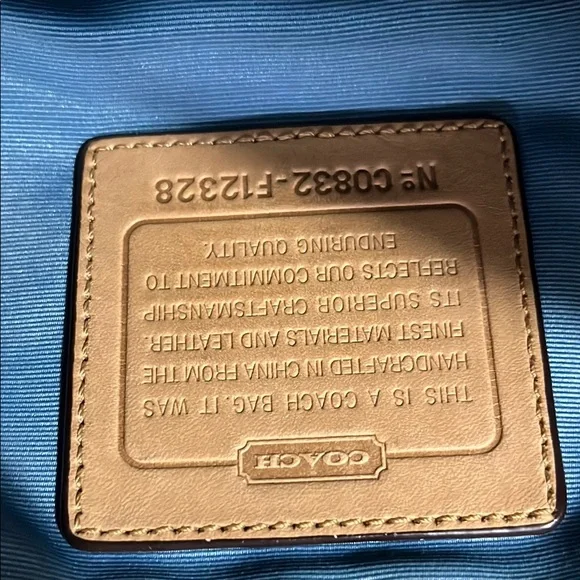 COACH
THIS IS A COACH BAG. IT WAS
HANDCRAFTED IN CHINA FROM THE
FINEST MATERIALS AND LEATHER.
ITS SUPERIOR CRAFTSMANSHIP
REFLECTS OUR COMMITMENT TO
ENDURING QUALITY.
Nº C0832-F12328